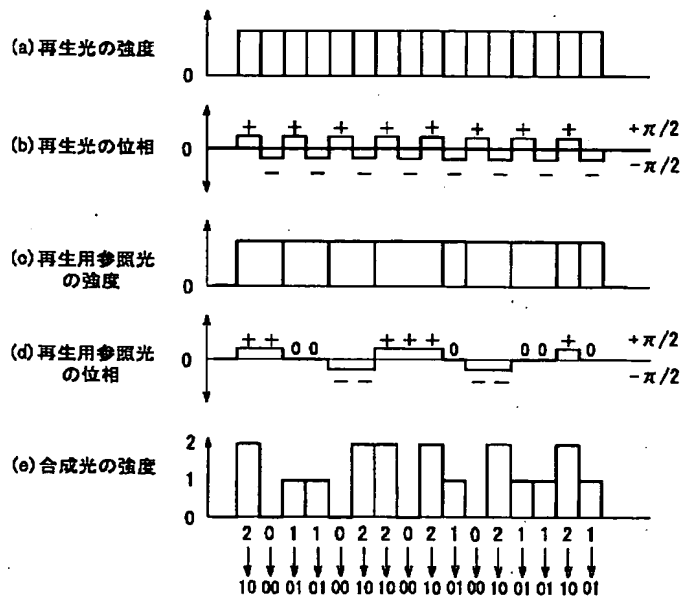 (a)再生光の強度
0
(b)再生光の位相
0
+ + + + + + + +
− − − − − − − −
+π/2
−π/2
(c)再生用参照光
の強度
0
(d)再生用参照光
の位相
0
+ + 0 0 + + + 0 0 0 + 0
− − − −
+π/2
−π/2
(e)合成光の強度
2
1
0
2 0 1 1 0 2 2 0 2 1 0 2 1 1 2 1
10 00 01 01 00 10 10 00 10 01 00 10 01 01 10 01